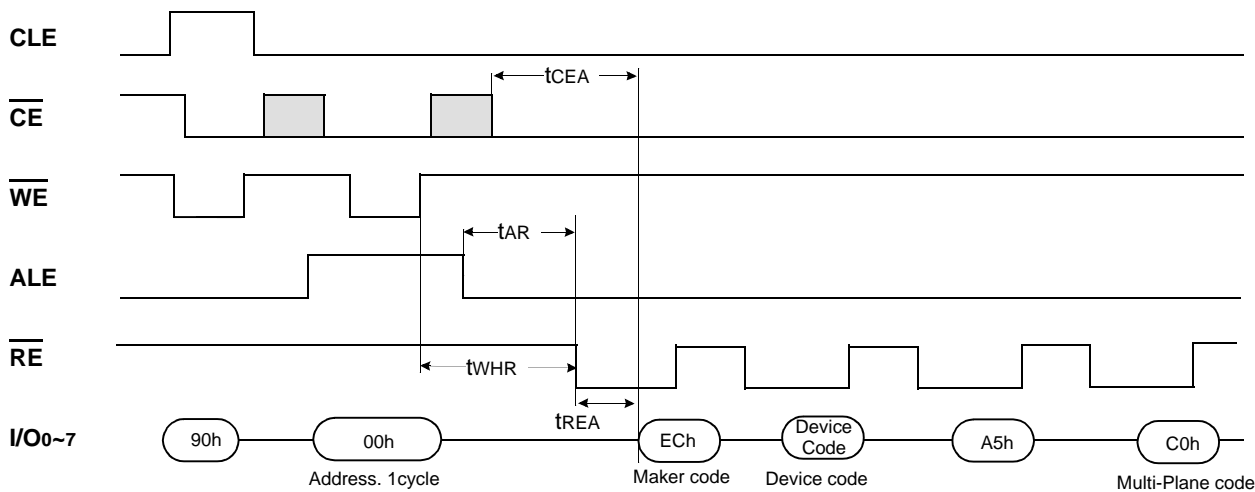 CLE
tCEA
CE
WE
tAR
ALE
RE
tWHR
tREA
I/O0~7
90h
00h
ECh
Device
Code
A5h
C0h
Address. 1cycle
Maker code
Device code
Multi-Plane code